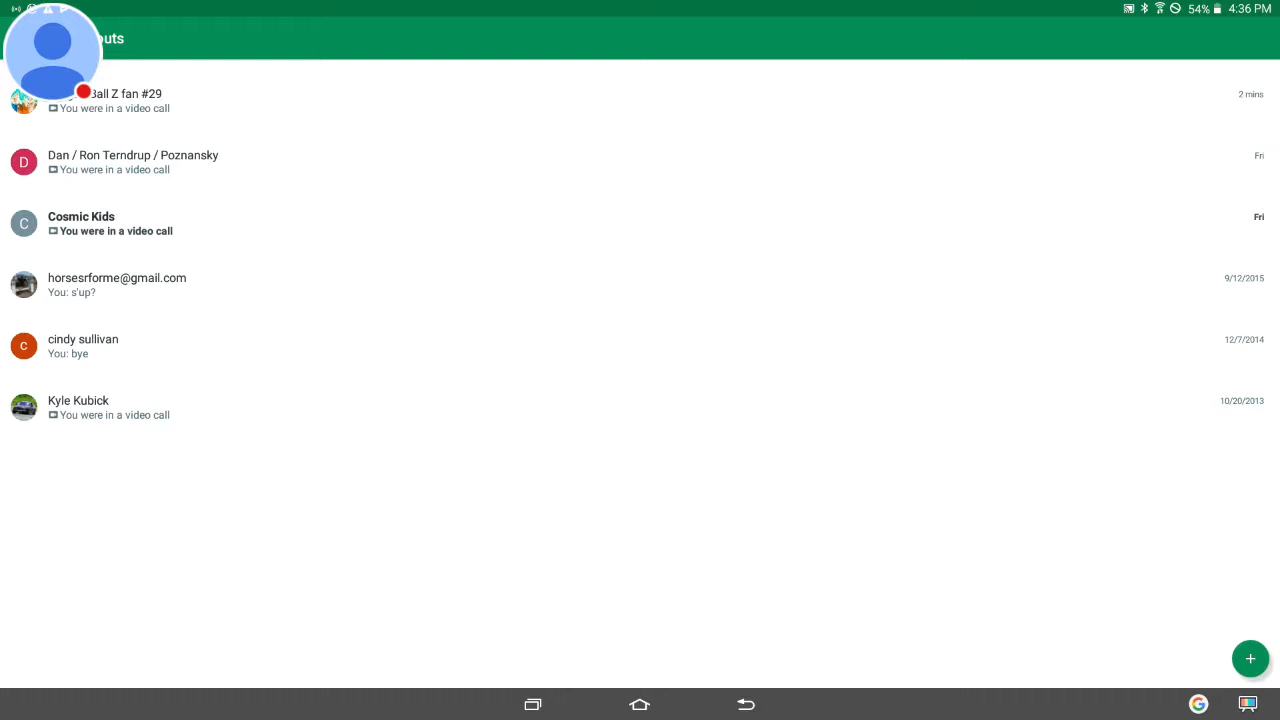 54% 4:36 PM
outs
Ball Z fan #29
You were in a video call
2 mins
Dan / Ron Terndrup / Poznansky
You were in a video call
Fri
D
Cosmic Kids
You were in a video call
Fri
C
horsesrforme@gmail.com
You: s'up?
9/12/2015
cindy sullivan
You: bye
12/7/2014
c
Kyle Kubick
You were in a video call
10/20/2013
+
G